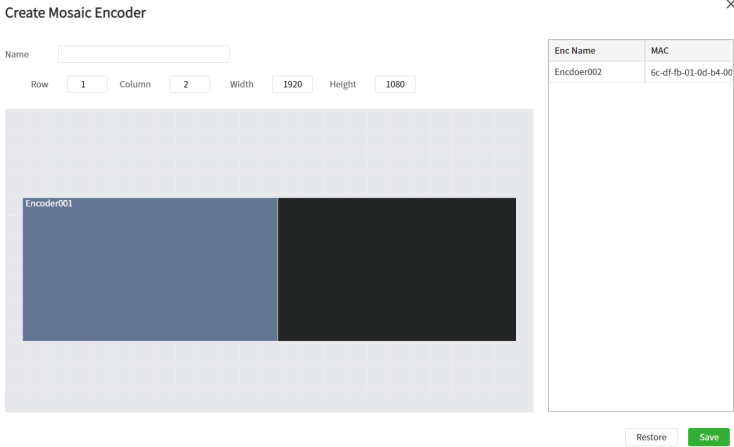 Create Mosaic Encoder
Name
Row 1 Column 2 Width 1920 Height 1080
Encoder001
Enc Name MAC
Encdoer002 6c-df-fb-01-0d-b4-00
Restore Save